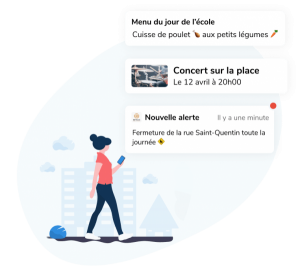 Menu du jour de l'école
Cuisse de poulet 🍗 aux petits légumes 🥕
Concert sur la place
Le 12 avril à 20h00
Nouvelle alerte Il y a une minute
Fermeture de la rue Saint-Quentin toute la
journée 🚸